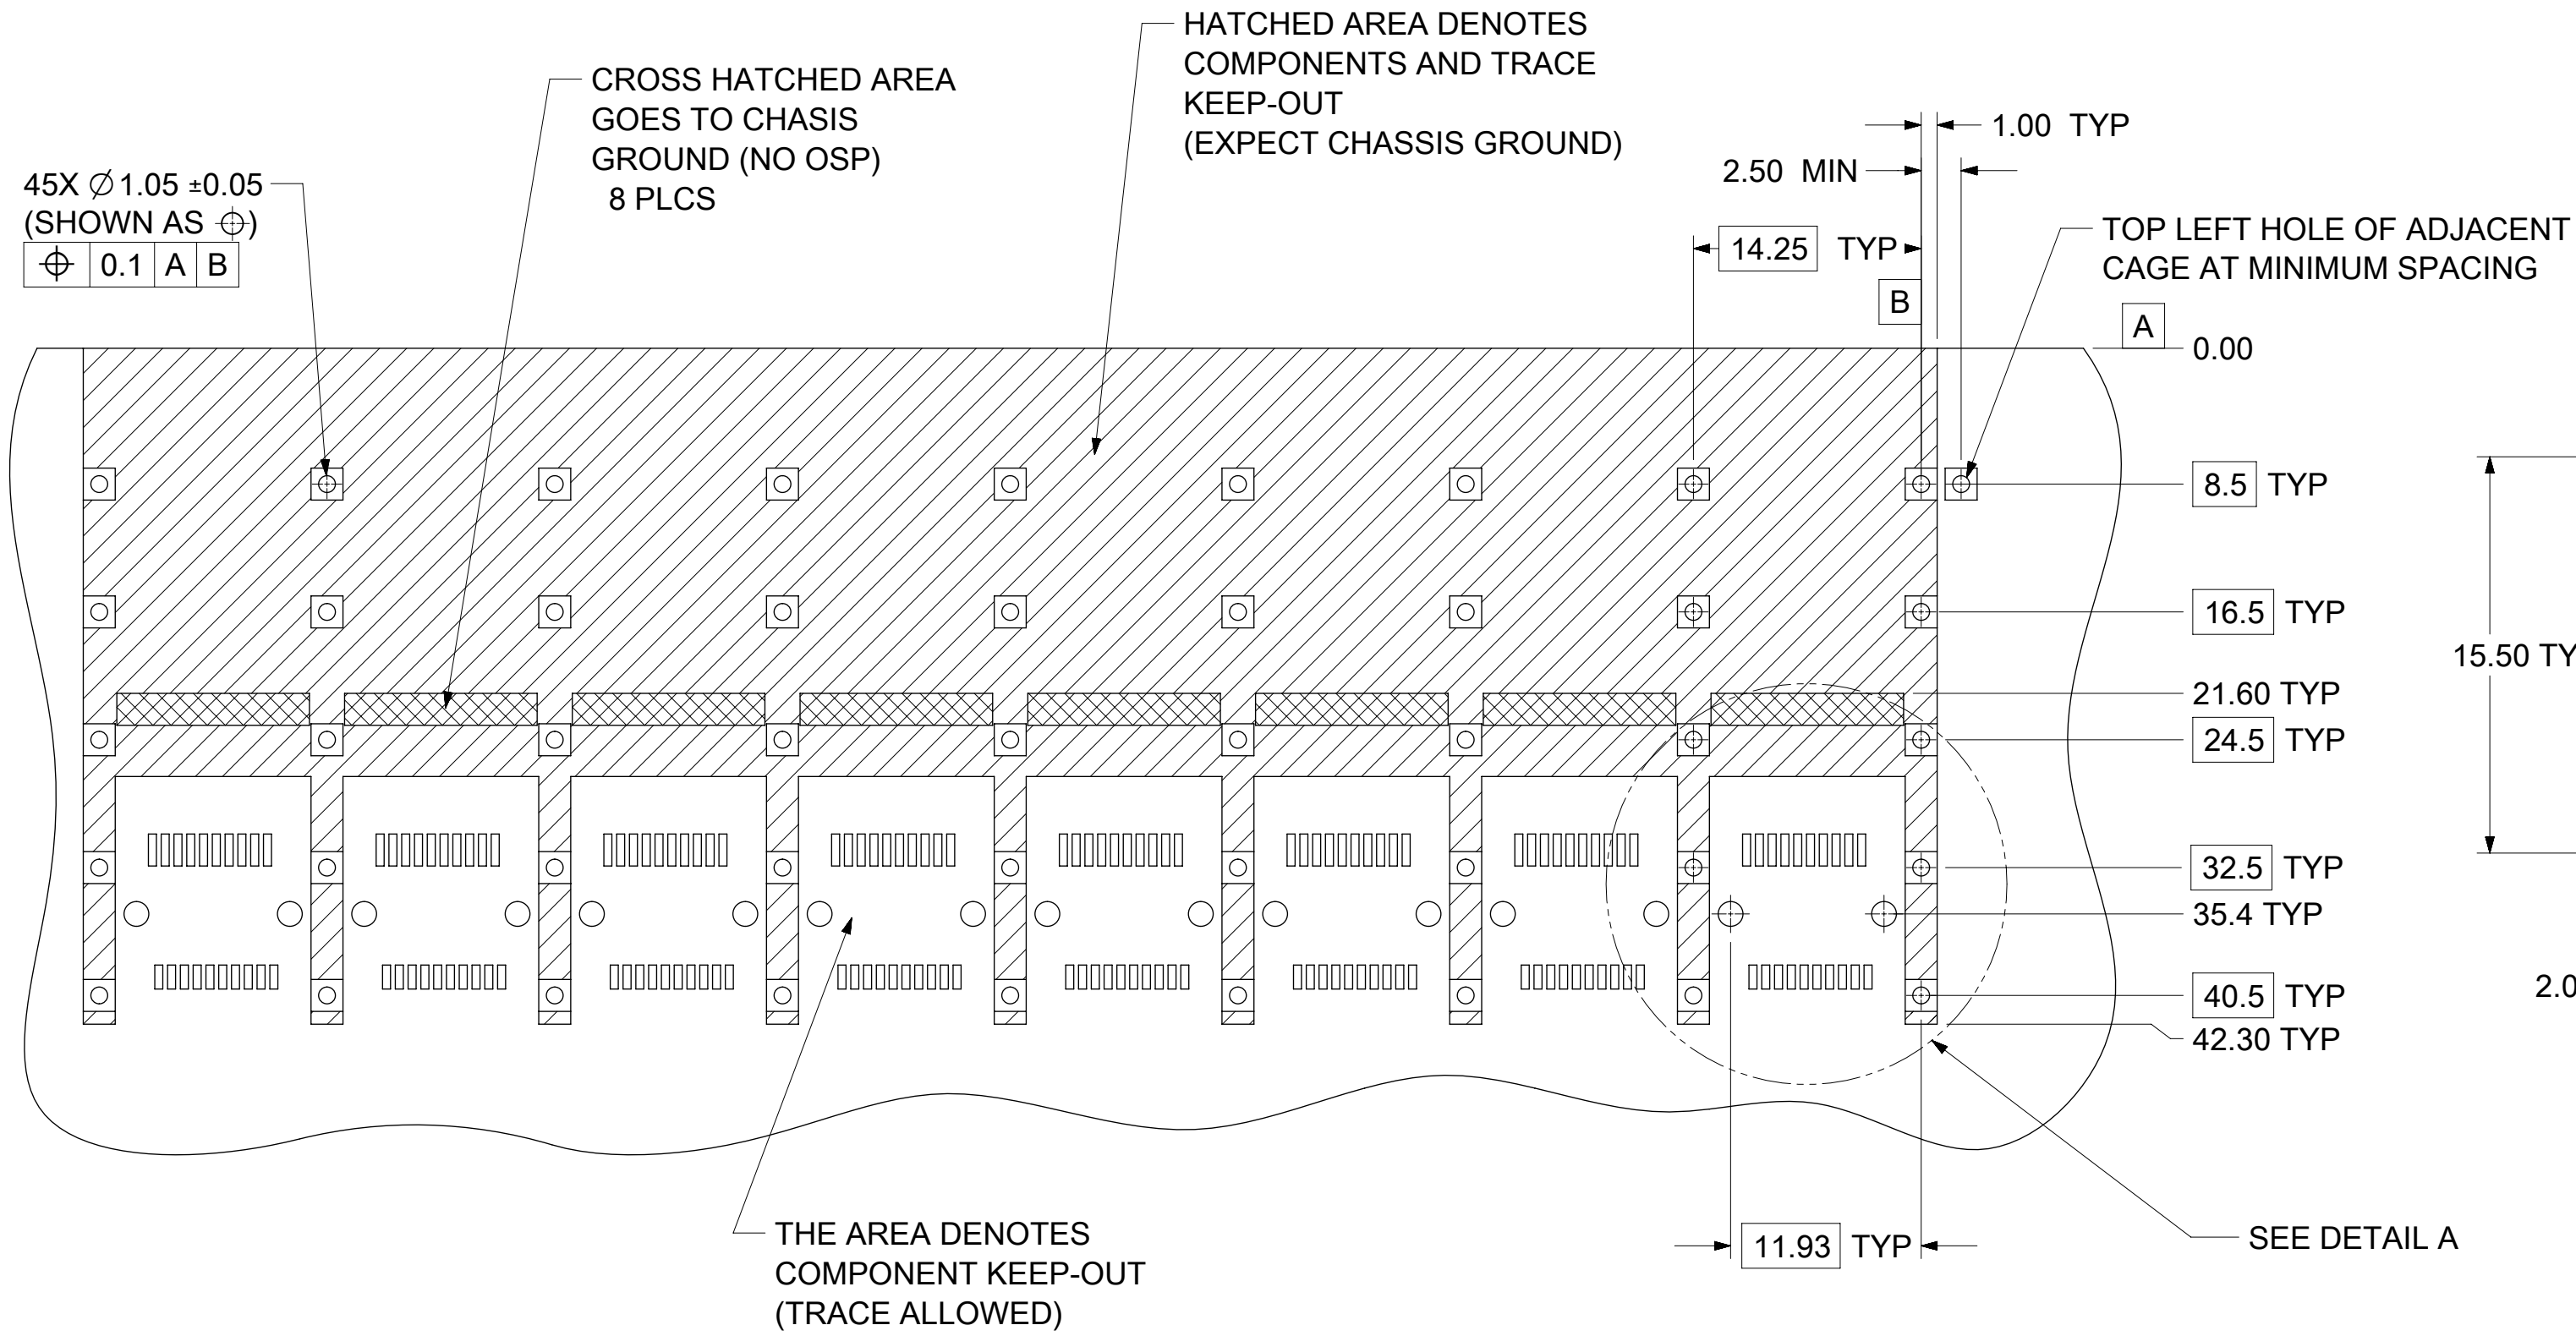 HATCHED AREA DENOTES
COMPONENTS AND TRACE
KEEP-OUT
(EXPECT CHASSIS GROUND)
CROSS HATCHED AREA
GOES TO CHASIS
GROUND (NO OSP)
8 PLCS
45X ∅1.05 ±0.05
(SHOWN AS ⌖)
⌖ 0.1 A B
1.00 TYP
2.50 MIN
14.25 TYP
TOP LEFT HOLE OF ADJACENT
CAGE AT MINIMUM SPACING
B
A
0.00
8.5 TYP
16.5 TYP
15.50 TY
21.60 TYP
24.5 TYP
32.5 TYP
35.4 TYP
40.5 TYP
2.0
42.30 TYP
11.93 TYP
SEE DETAIL A
THE AREA DENOTES
COMPONENT KEEP-OUT
(TRACE ALLOWED)